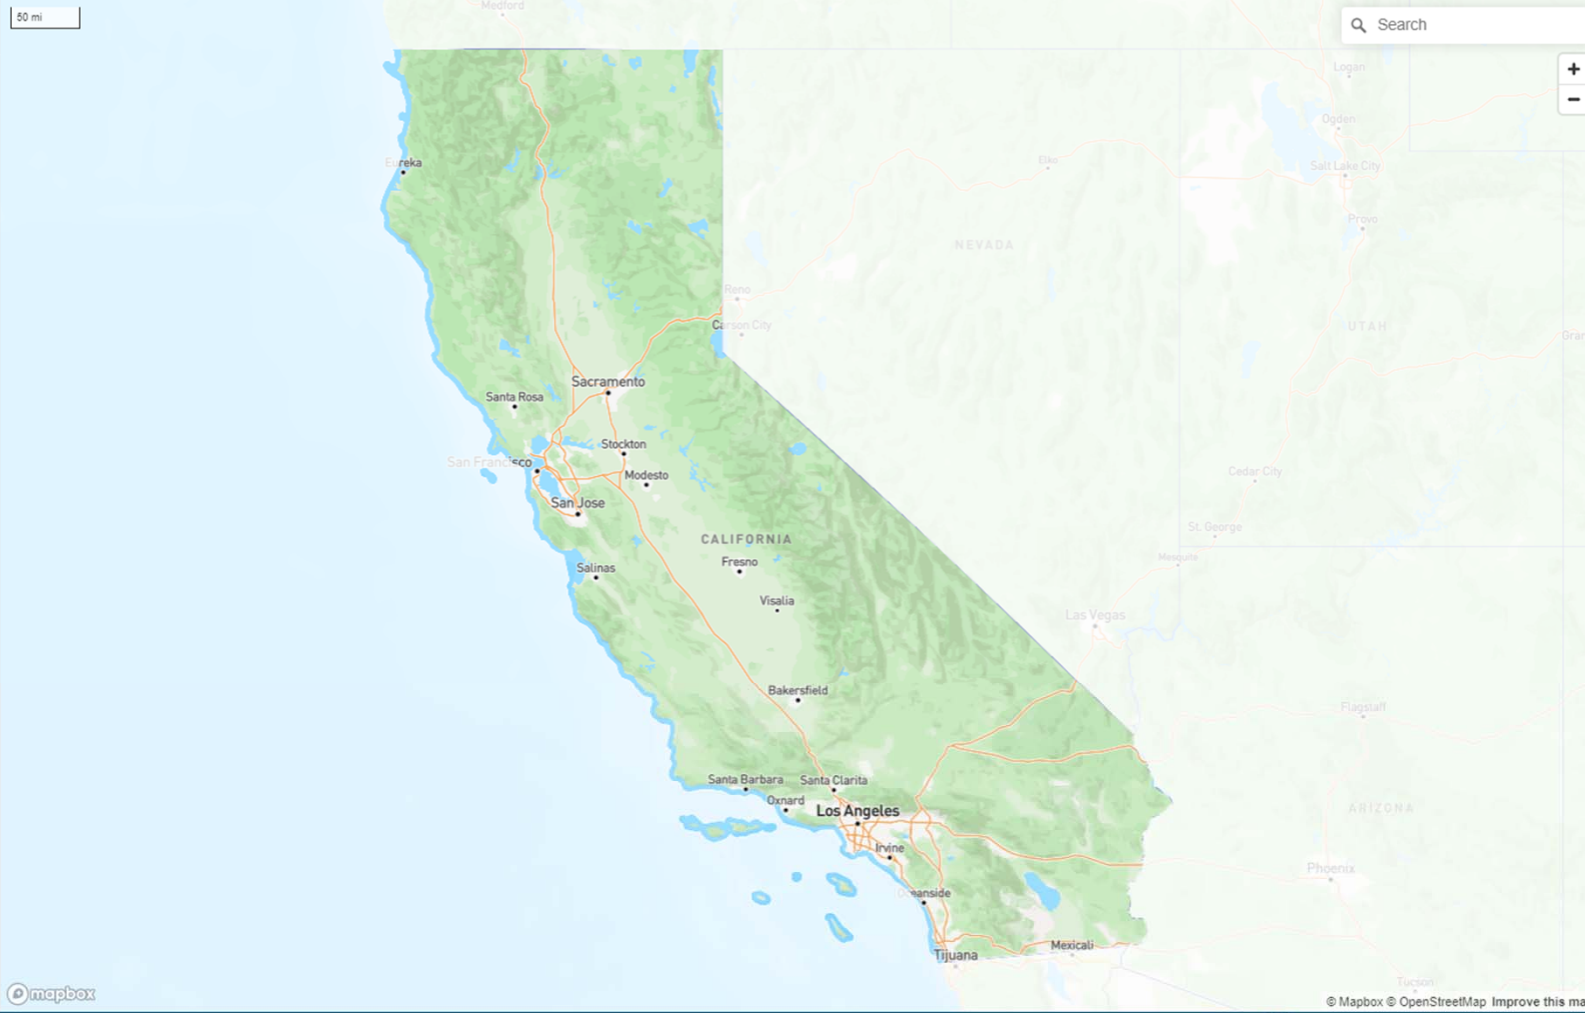 50 mi
Medford
Search
Logan
+
−
Ogden
Eureka
Elko
Salt Lake City
Provo
NEVADA
Reno
Carson City
UTAH
Gran
Sacramento
Santa Rosa
Stockton
San Francisco
Cedar City
Modesto
San Jose
St. George
CALIFORNIA
Mesquite
Fresno
Salinas
Visalia
Las Vegas
Bakersfield
Flagstaff
Santa Barbara
Santa Clarita
Oxnard
Los Angeles
ARIZONA
Irvine
Phoenix
Oceanside
Mexicali
Tijuana
Tucson
mapbox
© Mapbox © OpenStreetMap Improve this ma